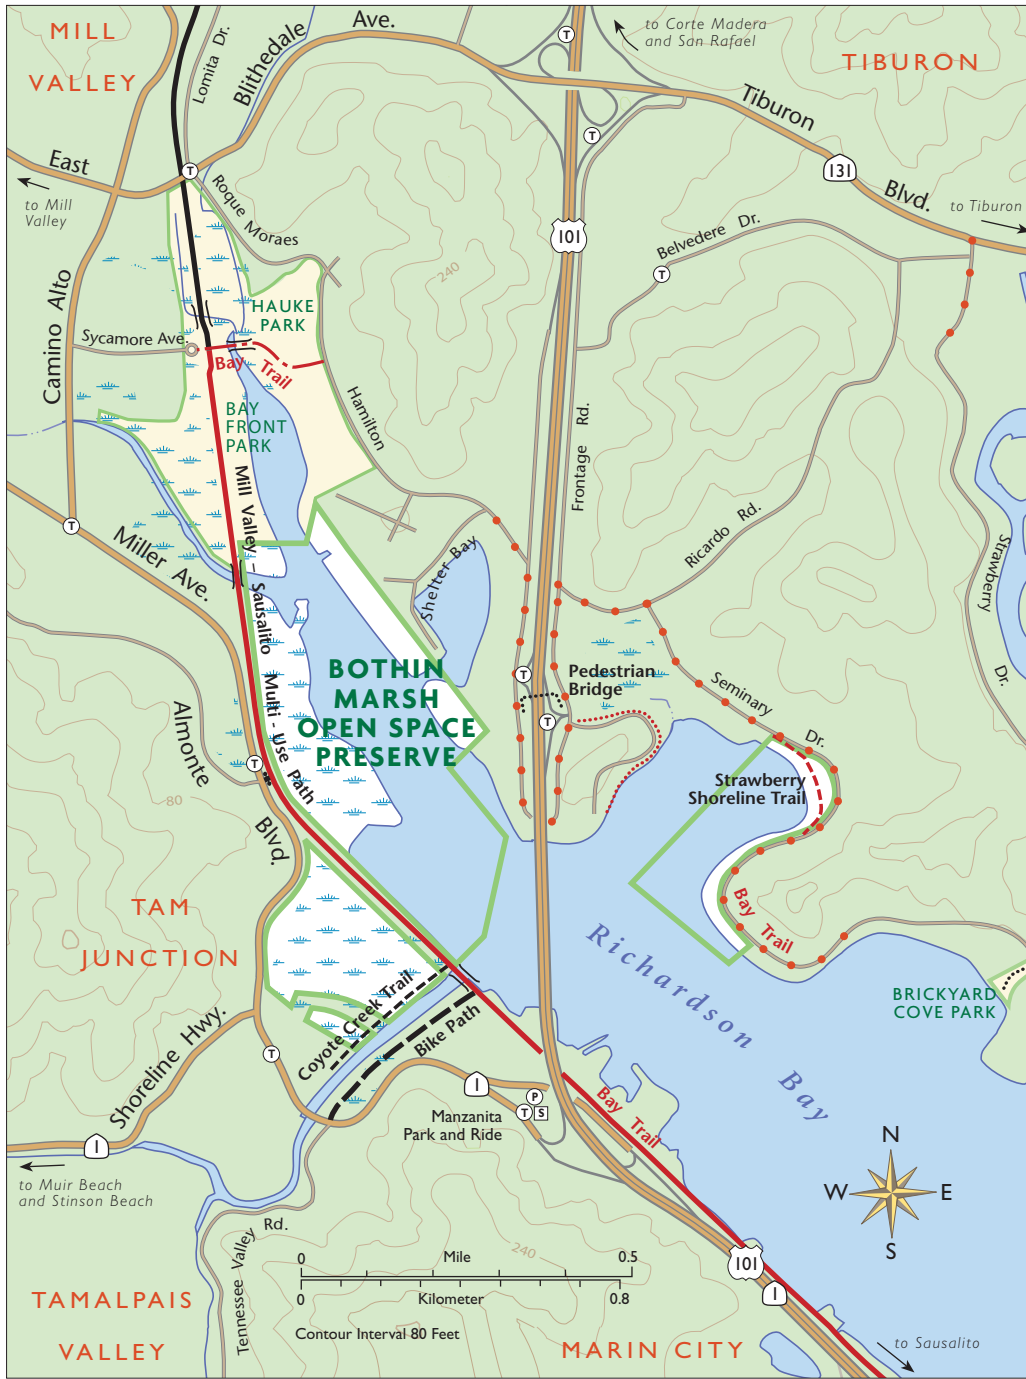 MILL
VALLEY
Lomita Dr.
Blithedale
Ave.
to Corte Madera
and San Rafael
TIBURON
T
T
Tiburon
131
Blvd.
to Tiburon
East
to Mill
Valley
T
Roque Moraes
101
Belvedere Dr.
T
240
HAUKE
PARK
Camino Alto
Sycamore Ave.
Bay Trail
BAY
FRONT
PARK
Hamilton
Frontage Rd.
Ricardo Rd.
Strawberry
Dr.
T
Miller Ave.
Mill Valley – Sausalito Multi - Use Path
Shelter Bay
BOTHIN
MARSH
OPEN SPACE
PRESERVE
T
Pedestrian
Bridge
T
Seminary
Dr.
Almonte
Blvd.
T
80
Strawberry
Shoreline Trail
Bay Trail
TAM
JUNCTION
Richardson
Bay
BRICKYARD
COVE PARK
Coyote Creek Trail
Bike Path
Shoreline Hwy.
T
1
1
P
T
S
Manzanita
Park and Ride
Bay Trail
to Muir Beach
and Stinson Beach
N
W
E
S
Tennessee Valley Rd.
0
Mile
0.5
0
Kilometer
0.8
Contour Interval 80 Feet
240
101
1
TAMALPAIS
VALLEY
MARIN CITY
to Sausalito